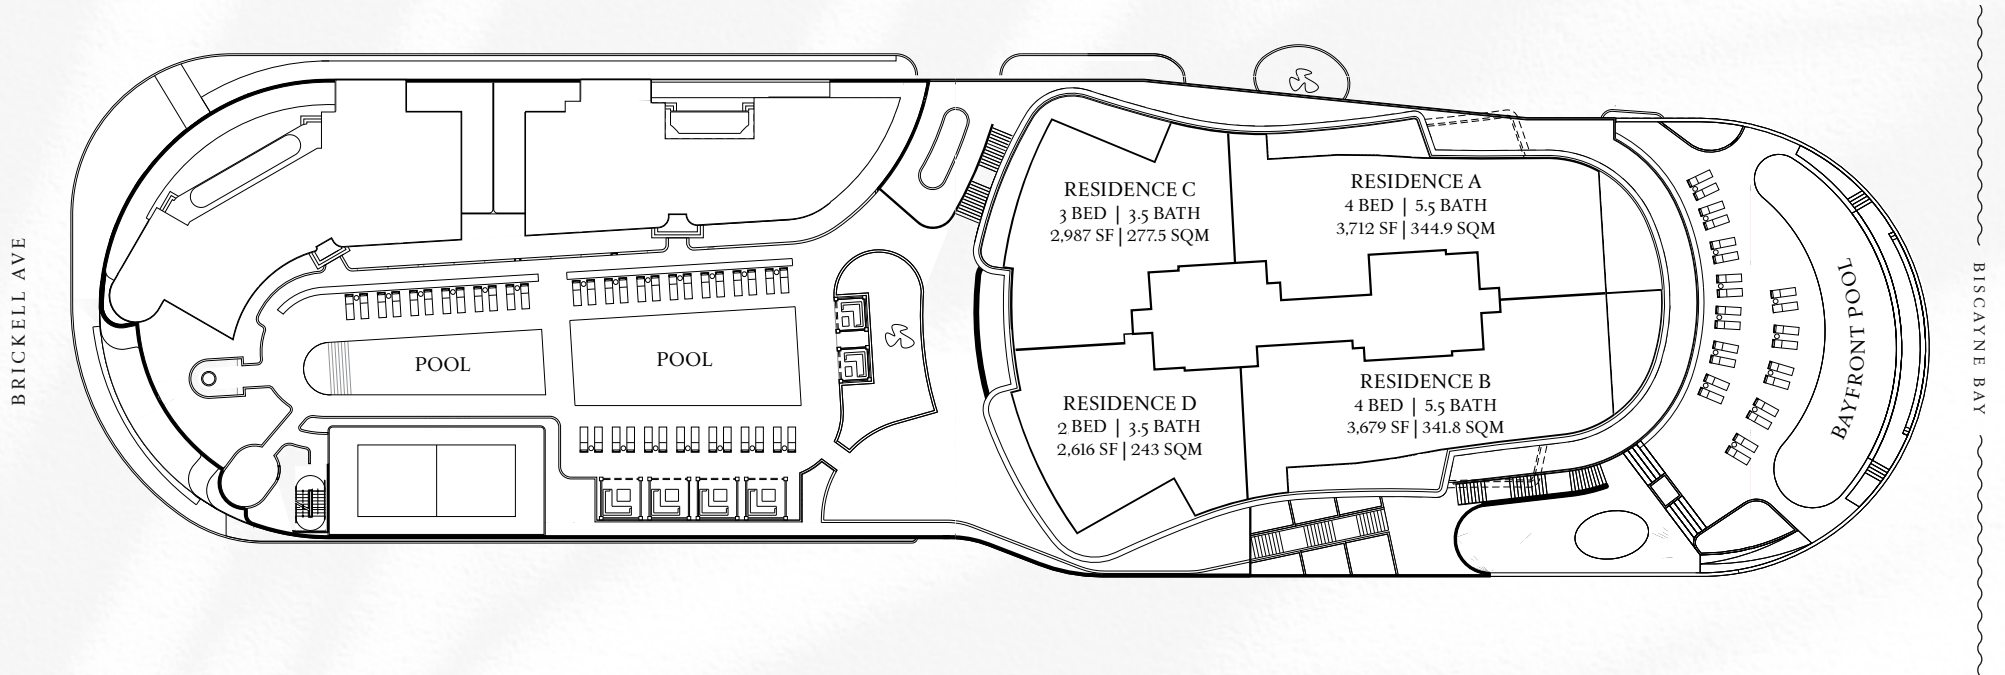 BRICKELL AVE
POOL
POOL
RESIDENCE C
3 BED | 3.5 BATH
2,987 SF | 277.5 SQM
RESIDENCE A
4 BED | 5.5 BATH
3,712 SF | 344.9 SQM
RESIDENCE D
2 BED | 3.5 BATH
2,616 SF | 243 SQM
RESIDENCE B
4 BED | 5.5 BATH
3,679 SF | 341.8 SQM
BAYFRONT POOL
BISCAYNE BAY